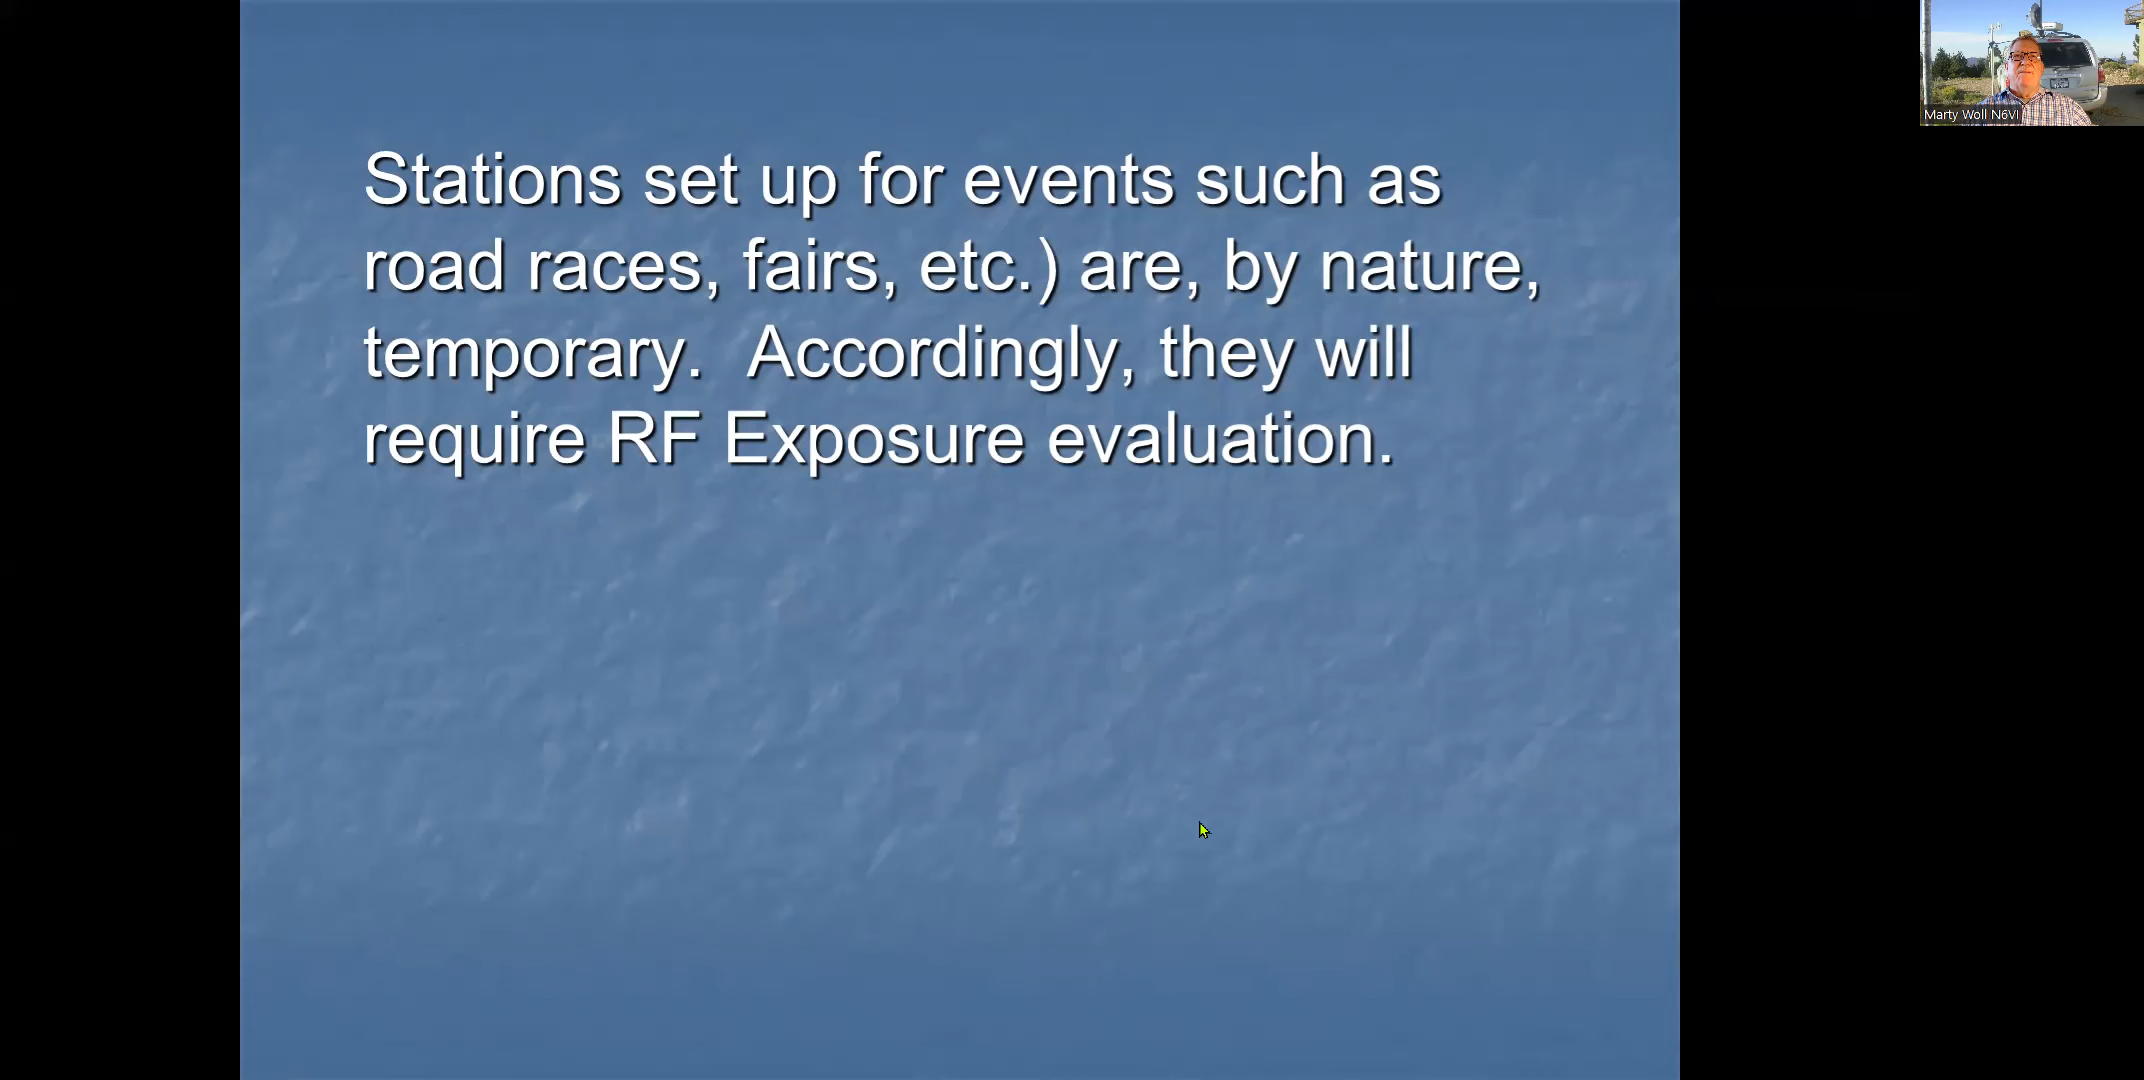 Stations set up for events such as
road races, fairs, etc.) are, by nature,
temporary.  Accordingly, they will
require RF Exposure evaluation.
Marty Woll N6VI